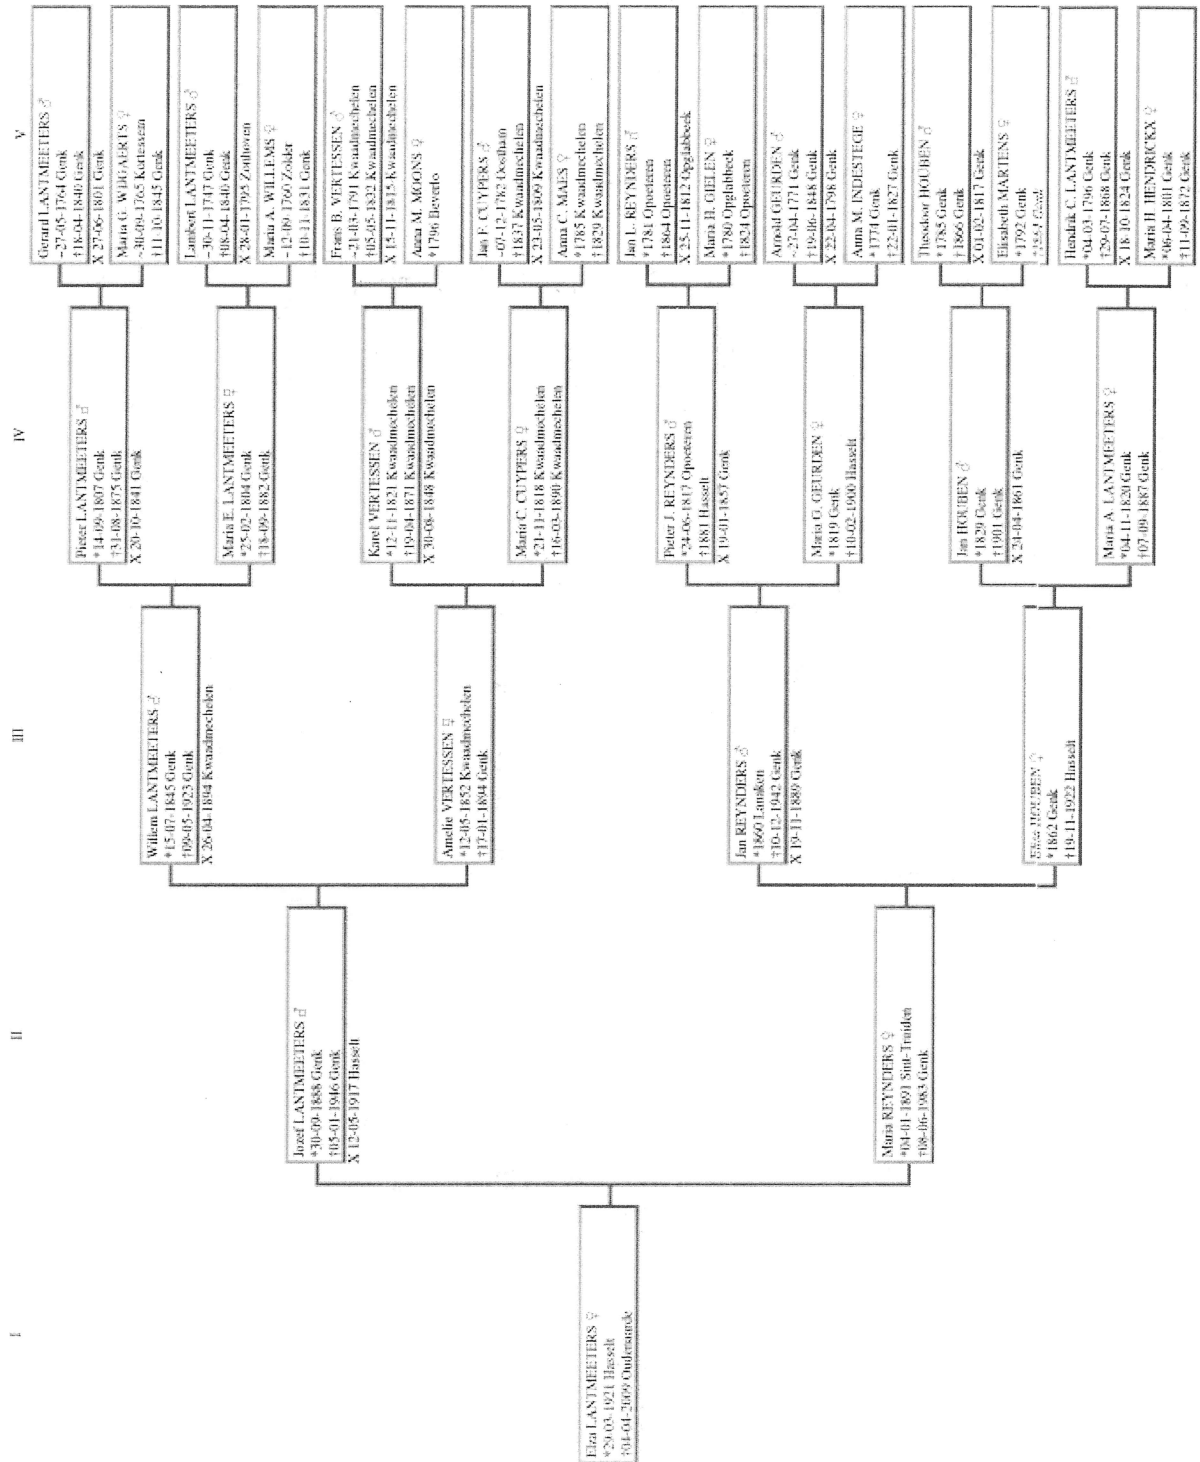 I
II
III
IV
V
Elza LANTMEETERS ♀
*29-03-1921 Hasselt
†04-04-2009 Oudenaarde
Jozef LANTMEETERS ♂
*30-09-1888 Genk
†05-01-1946 Genk
X 12-05-1917 Hasselt
Maria REYNDERS ♀
*04-01-1891 Sint-Truiden
†08-06-1983 Genk
Willem LANTMEETERS ♂
*15-07-1845 Genk
†09-05-1923 Genk
X 26-04-1894 Kwaadmechelen
Amelie VERTESSEN ♀
*12-05-1852 Kwaadmechelen
†17-01-1894 Genk
Jan REYNDERS ♂
*1860 Lanaken
†10-12-1942 Genk
X 19-11-1889 Genk
HOUBEN ♀
*1862 Genk
†19-11-1922 Hasselt
Pieter LANTMEETERS ♂
*14-09-1807 Genk
†31-08-1875 Genk
X 20-10-1841 Genk
Maria E. LANTMEETERS ♀
*25-02-1804 Genk
†18-09-1882 Genk
Karel VERTESSEN ♂
*12-11-1821 Kwaadmechelen
†19-04-1871 Kwaadmechelen
X 30-08-1848 Kwaadmechelen
Maria C. CUYPERS ♀
*21-11-1818 Kwaadmechelen
†16-03-1890 Kwaadmechelen
Pieter J. REYNDERS ♂
*24-06-1817 Opoeteren
†1881 Hasselt
X 19-01-1857 Genk
Maria G. GEURDEN ♀
*1819 Genk
†10-02-1900 Hasselt
Jan HOUBEN ♂
*1829 Genk
†1901 Genk
X 24-04-1861 Genk
Maria A. LANTMEETERS ♀
*04-11-1820 Genk
†07-09-1887 Genk
Gerard LANTMEETERS ♂
~27-05-1764 Genk
†18-04-1840 Genk
X 27-06-1801 Genk
Maria G. WIJGAERTS ♀
~30-09-1765 Kortessem
†11-10-1845 Genk
Lambert LANTMEETERS ♂
~30-11-1747 Genk
†08-04-1840 Genk
X 28-01-1795 Zonhoven
Maria A. WILLEMS ♀
~12-09-1760 Zolder
†10-11-1831 Genk
Frans B. VERTESSEN ♂
~21-03-1791 Kwaadmechelen
†05-05-1832 Kwaadmechelen
X 15-11-1815 Kwaadmechelen
Anna M. MOONS ♀
*1796 Beverlo
Jan F. CUYPERS ♂
~07-12-1782 Oostham
†1837 Kwaadmechelen
X 23-05-1809 Kwaadmechelen
Anna C. MAES ♀
*1785 Kwaadmechelen
†1829 Kwaadmechelen
Jan L. REYNDERS ♂
*1781 Opoeteren
†1864 Opoeteren
X 25-11-1812 Opglabbeek
Maria H. GIELEN ♀
*1780 Opglabbeek
†1824 Opoeteren
Arnold GEURDEN ♂
~27-04-1771 Genk
†19-06-1848 Genk
X 22-04-1798 Genk
Anna M. INDESTEGE ♀
*1774 Genk
†22-01-1827 Genk
Theodoor HOUBEN ♂
*1785 Genk
†1866 Genk
X 01-02-1817 Genk
Elisabeth MARTENS ♀
*1792 Genk
Genk
Hendrik C. LANTMEETERS ♂
*04-03-1796 Genk
†29-07-1868 Genk
X 18-10-1824 Genk
Maria H. HENDRICKX ♀
*06-04-1801 Genk
†11-09-1872 Genk